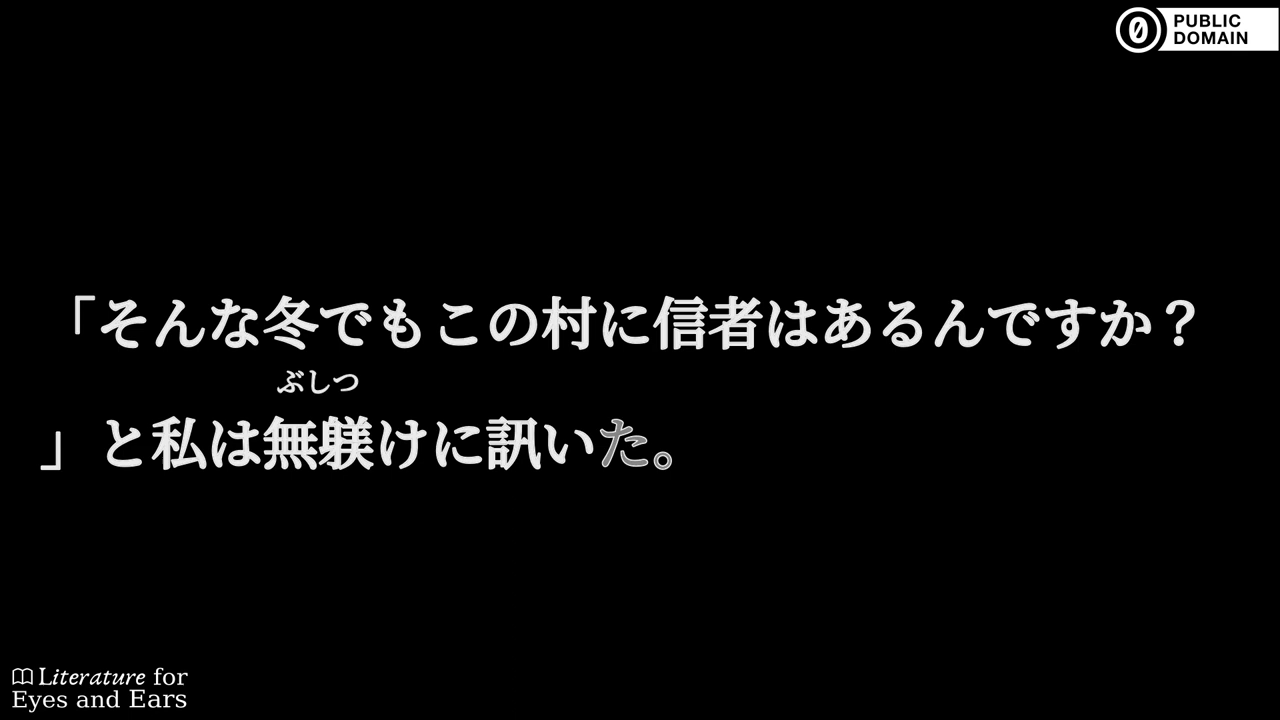 PUBLIC
DOMAIN
「そんな冬でもこの村に信者はあるんですか？
ぶしつ
」と私は無躾けに訊いた。
Literature for
Eyes and Ears